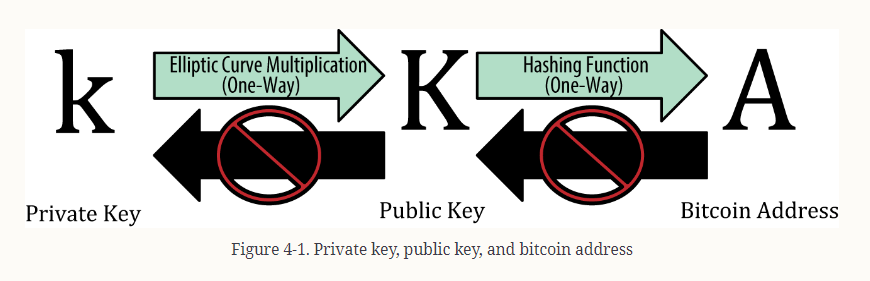 k
Elliptic Curve Multiplication
(One-Way)
K
Hashing Function
(One-Way)
A
Private Key
Public Key
Bitcoin Address
Figure 4-1. Private key, public key, and bitcoin address